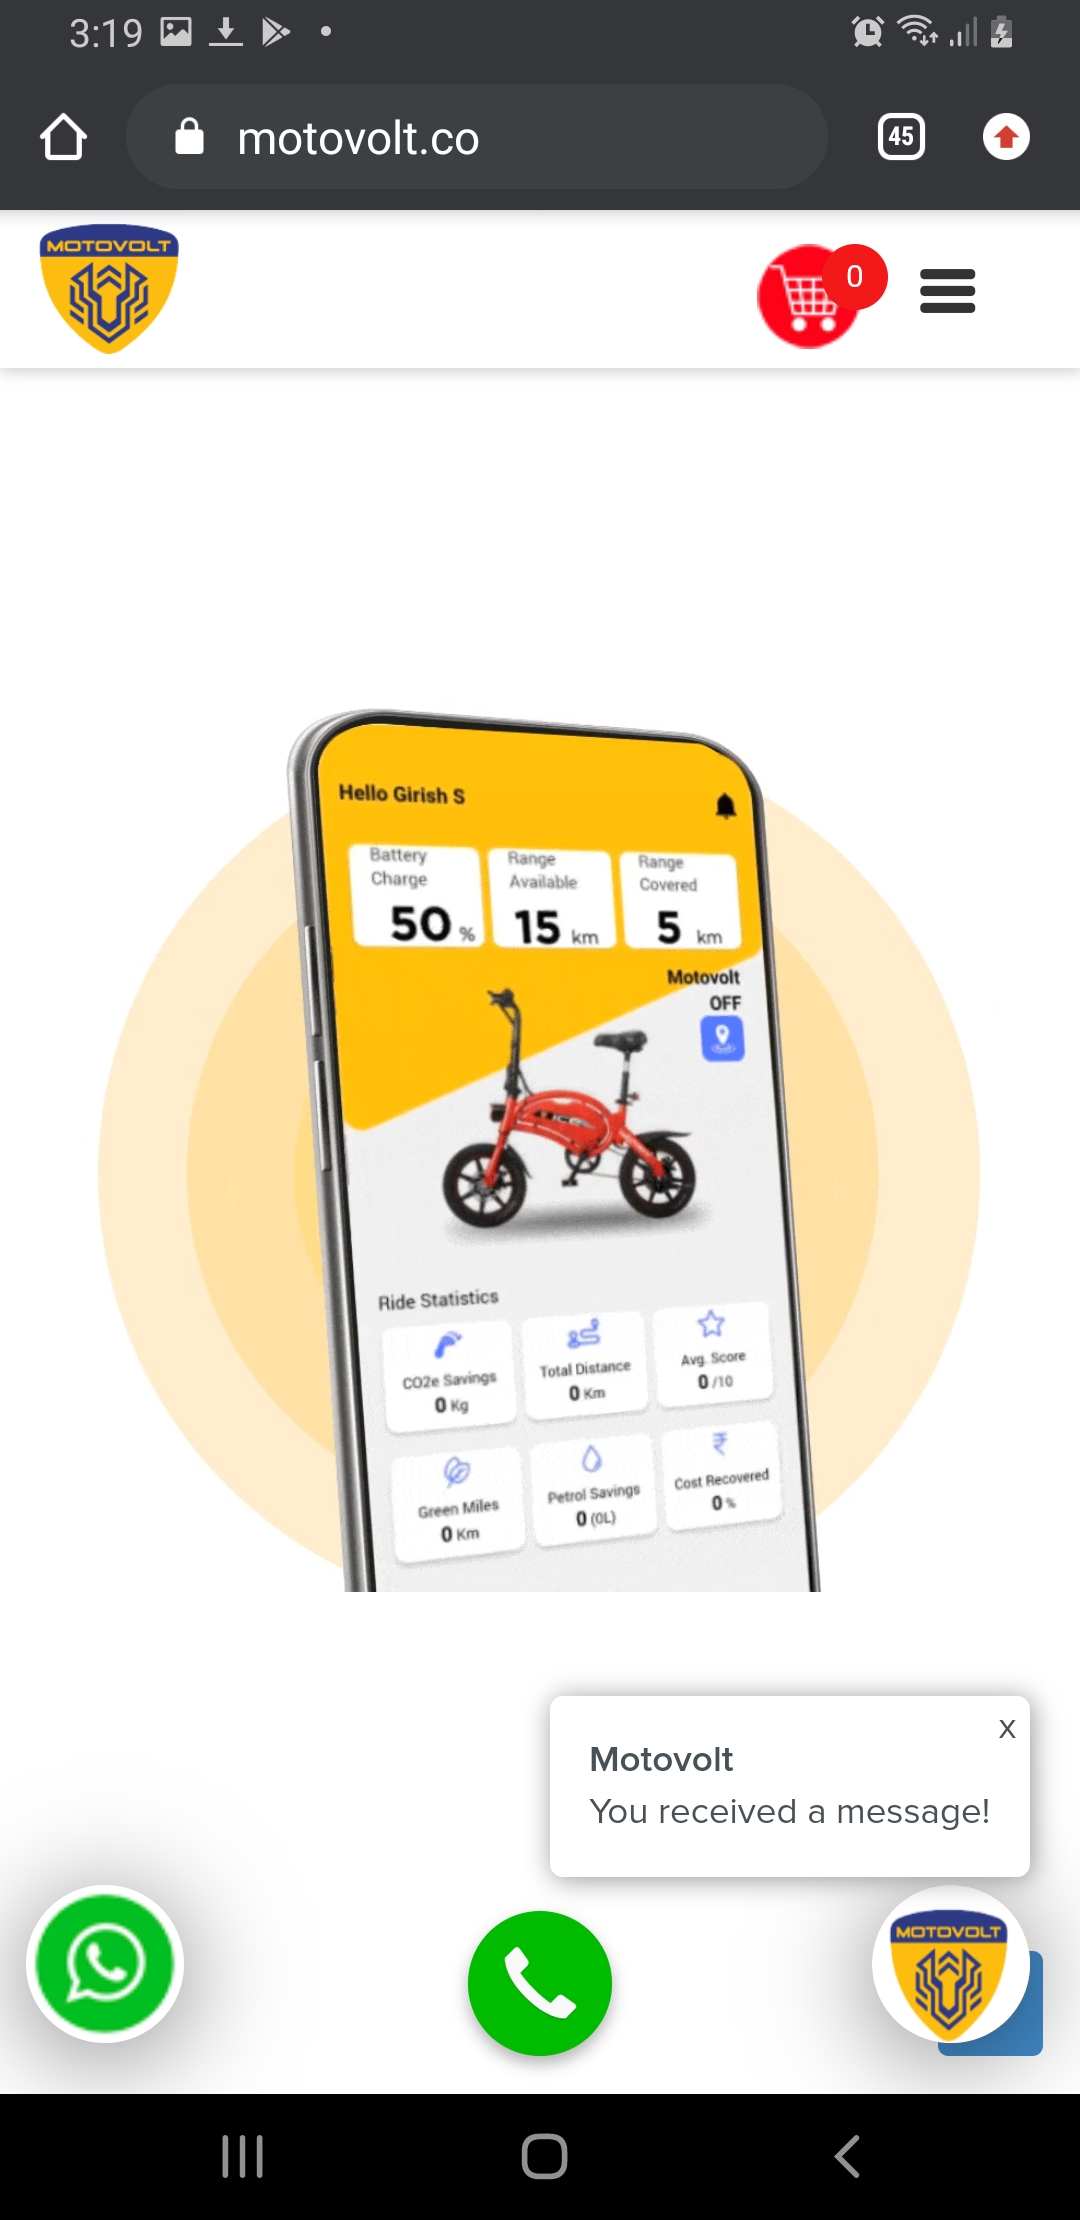 3:19
motovolt.co
45
MOTOVOLT
0
Hello Girish S
Battery Charge
50 %
Range Available
15 km
Range Covered
5 km
Motovolt
OFF
Ride Statistics
CO2e Savings
0 Kg
Total Distance
0 Km
Avg. Score
0 /10
Green Miles
0 Km
Petrol Savings
0 (0L)
Cost Recovered
0 %
x
Motovolt
You received a message!
MOTOVOLT